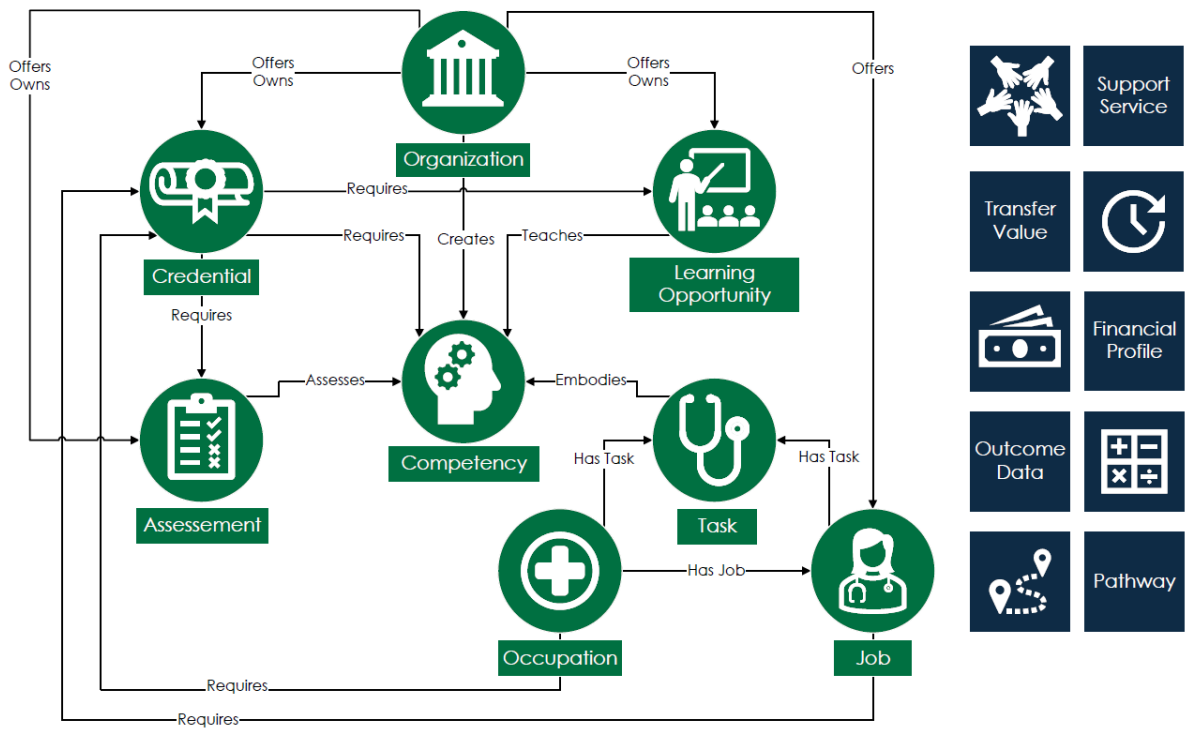 Offers
Owns
Offers
Owns
Offers
Owns
Offers
Organization
Support
Service
Requires
Requires
Creates
Teaches
Transfer
Value
Credential
Learning
Opportunity
Requires
Financial
Profile
Assesses
Embodies
Competency
Has Task
Has Task
Outcome
Data
Assessement
Task
Has Job
Pathway
Occupation
Job
Requires
Requires